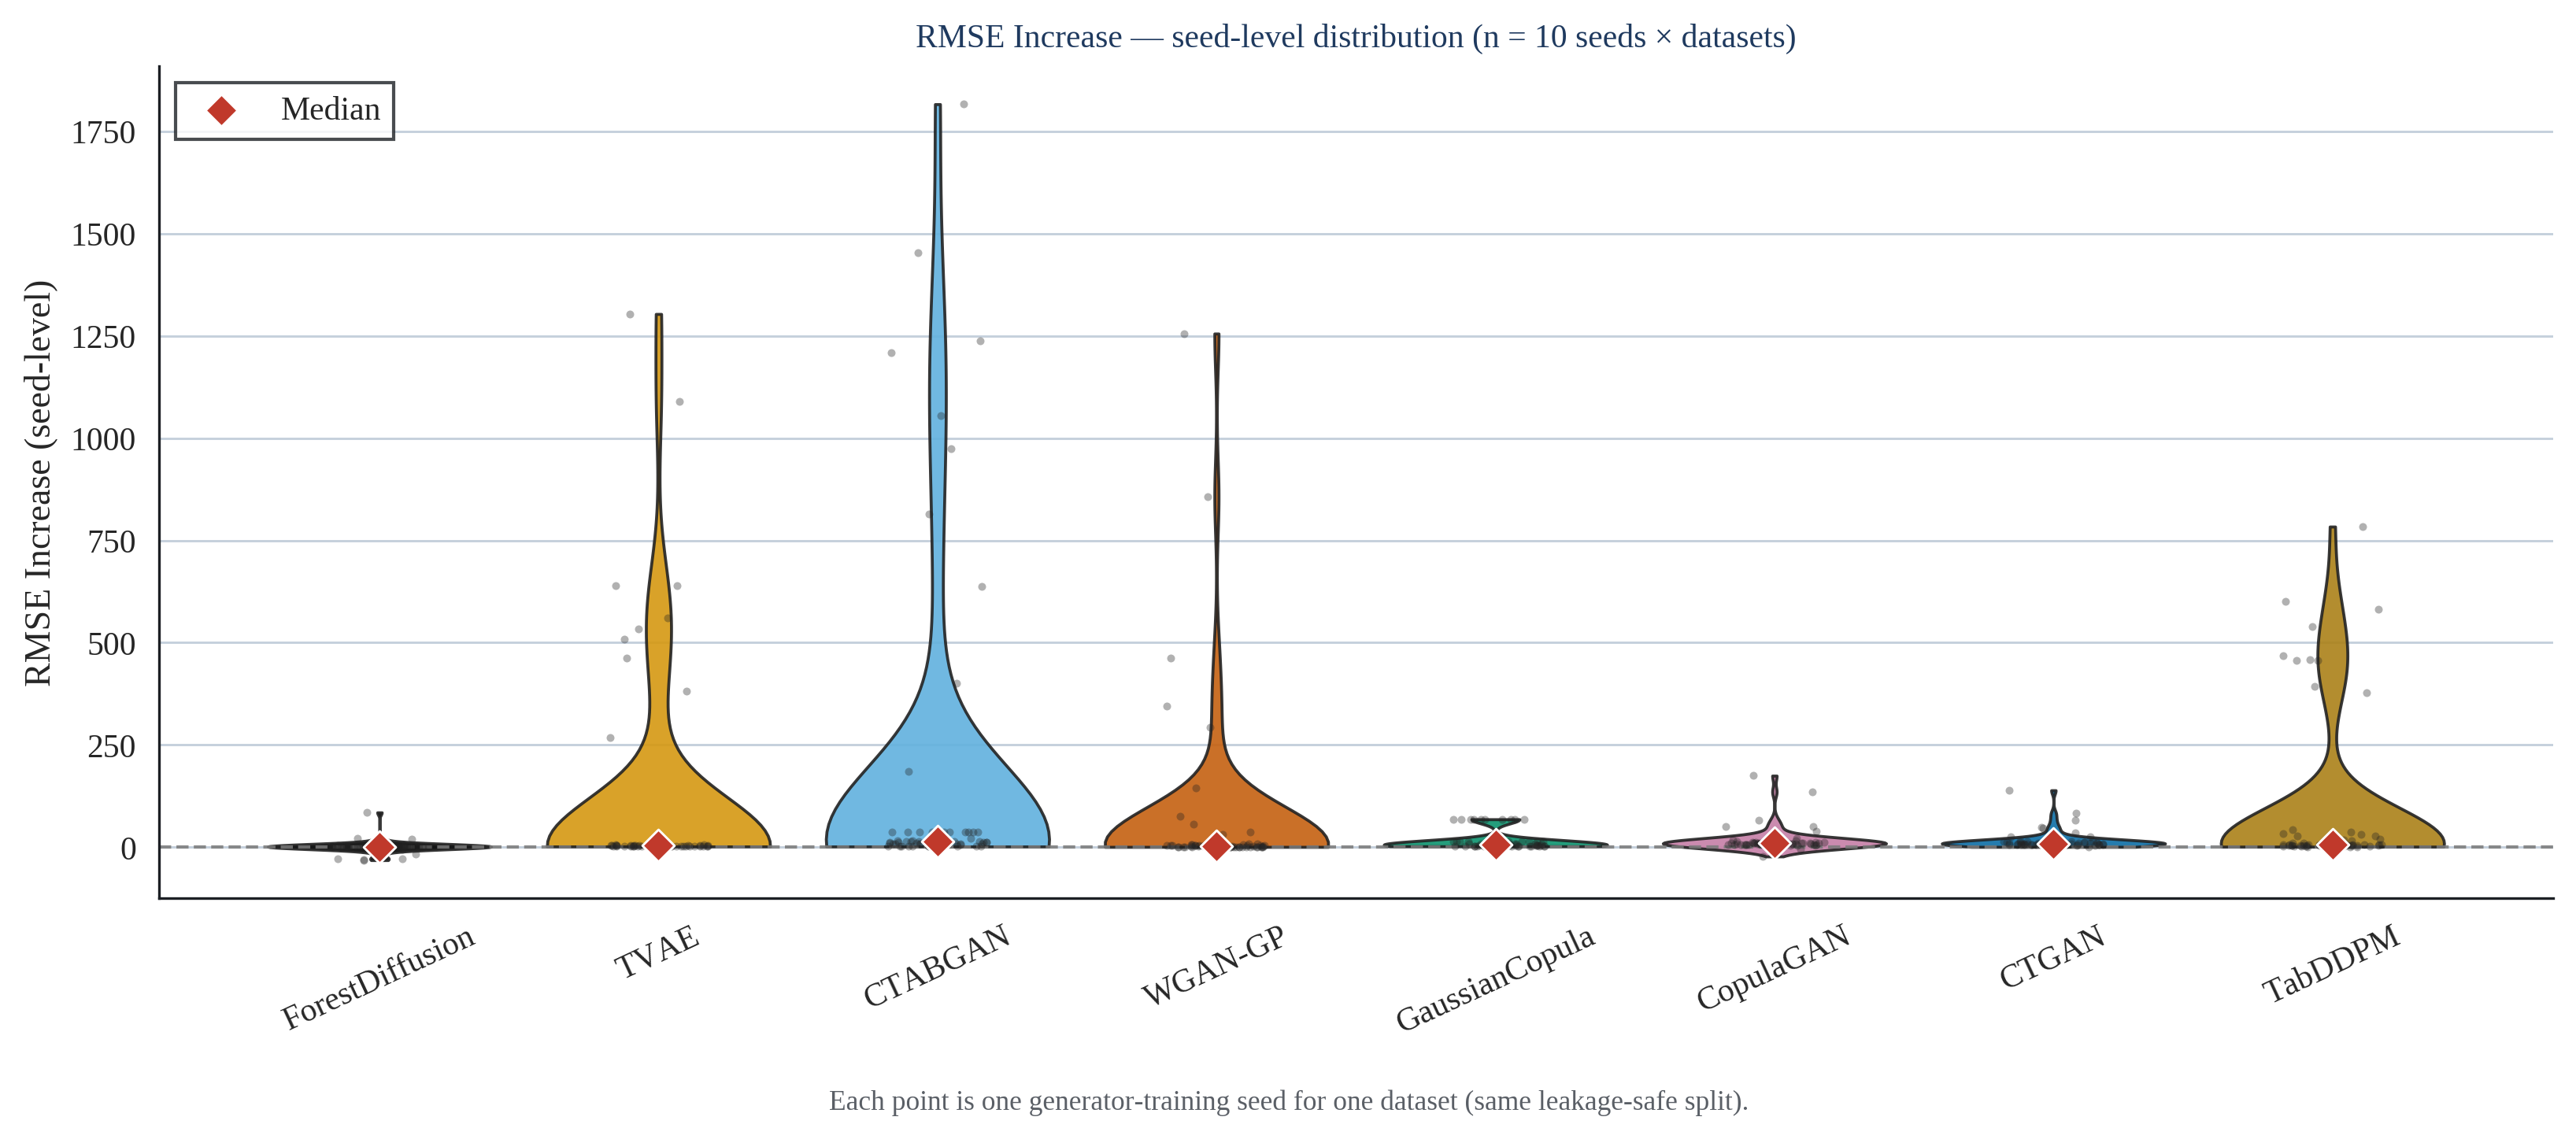 RMSE Increase — seed-level distribution (n = 10 seeds × datasets)
Median
RMSE Increase (seed-level)
1750
1500
1250
1000
750
500
250
0
ForestDiffusion
TVAE
CTABGAN
WGAN-GP
GaussianCopula
CopulaGAN
CTGAN
TabDDPM
Each point is one generator-training seed for one dataset (same leakage-safe split).